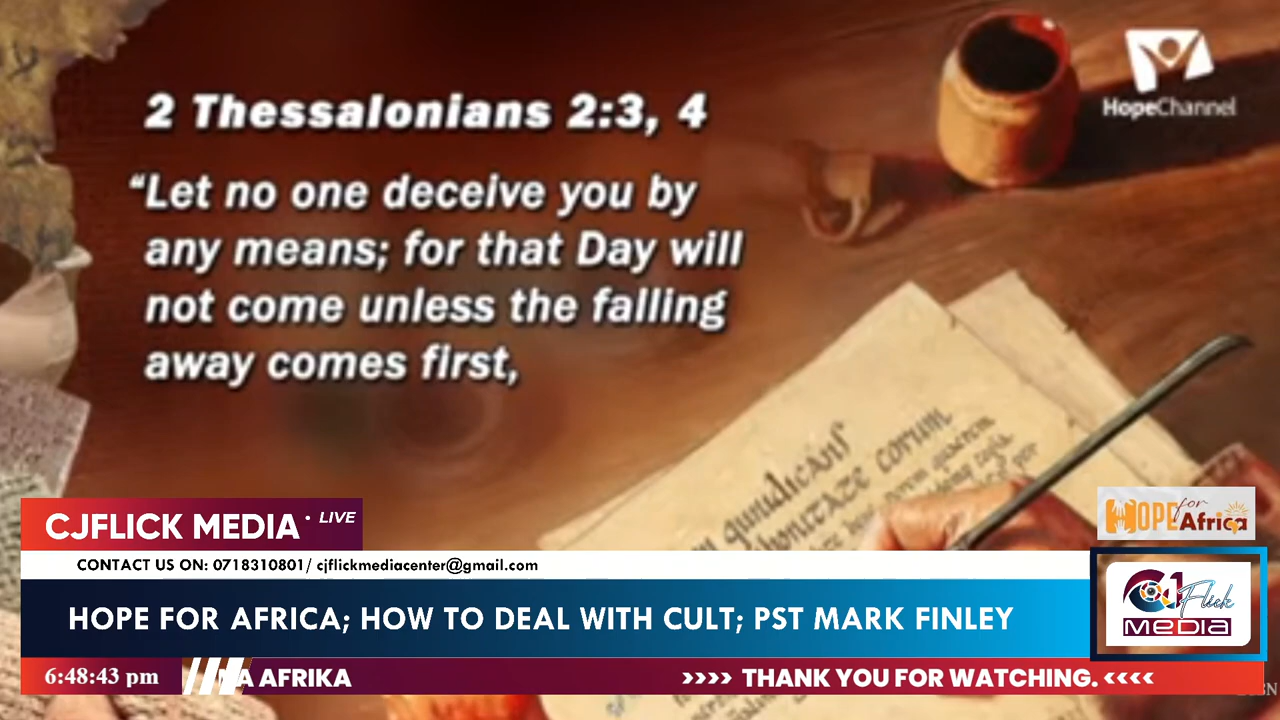 2 Thessalonians 2:3, 4
HopeChannel
“Let no one deceive you by
any means; for that Day will
not come unless the falling
away comes first,
CJFLICK MEDIA • LIVE
HOPE for Africa
CONTACT US ON: 0718310801/ cjflickmediacenter@gmail.com
HOPE FOR AFRICA; HOW TO DEAL WITH CULT; PST MARK FINLEY
Flick
MEDIA
6:48:43 pm
AFRIKA
>>>> THANK YOU FOR WATCHING. <<<<